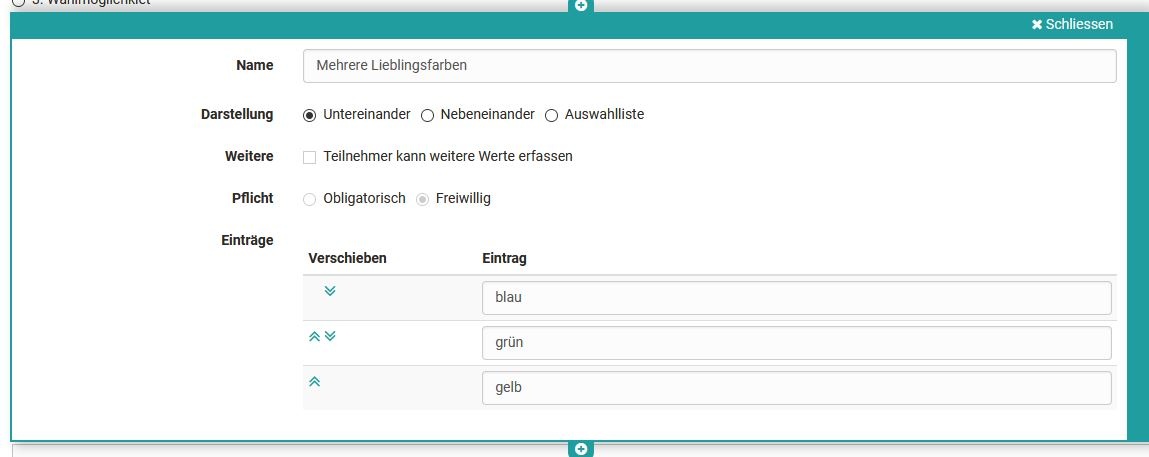 3. Wahlmöglichkiet
Schliessen
Name Mehrere Lieblingsfarben
Darstellung Untereinander Nebeneinander Auswahlliste
Weitere Teilnehmer kann weitere Werte erfassen
Pflicht Obligatorisch Freiwillig
Einträge
Verschieben Eintrag
blau
grün
gelb